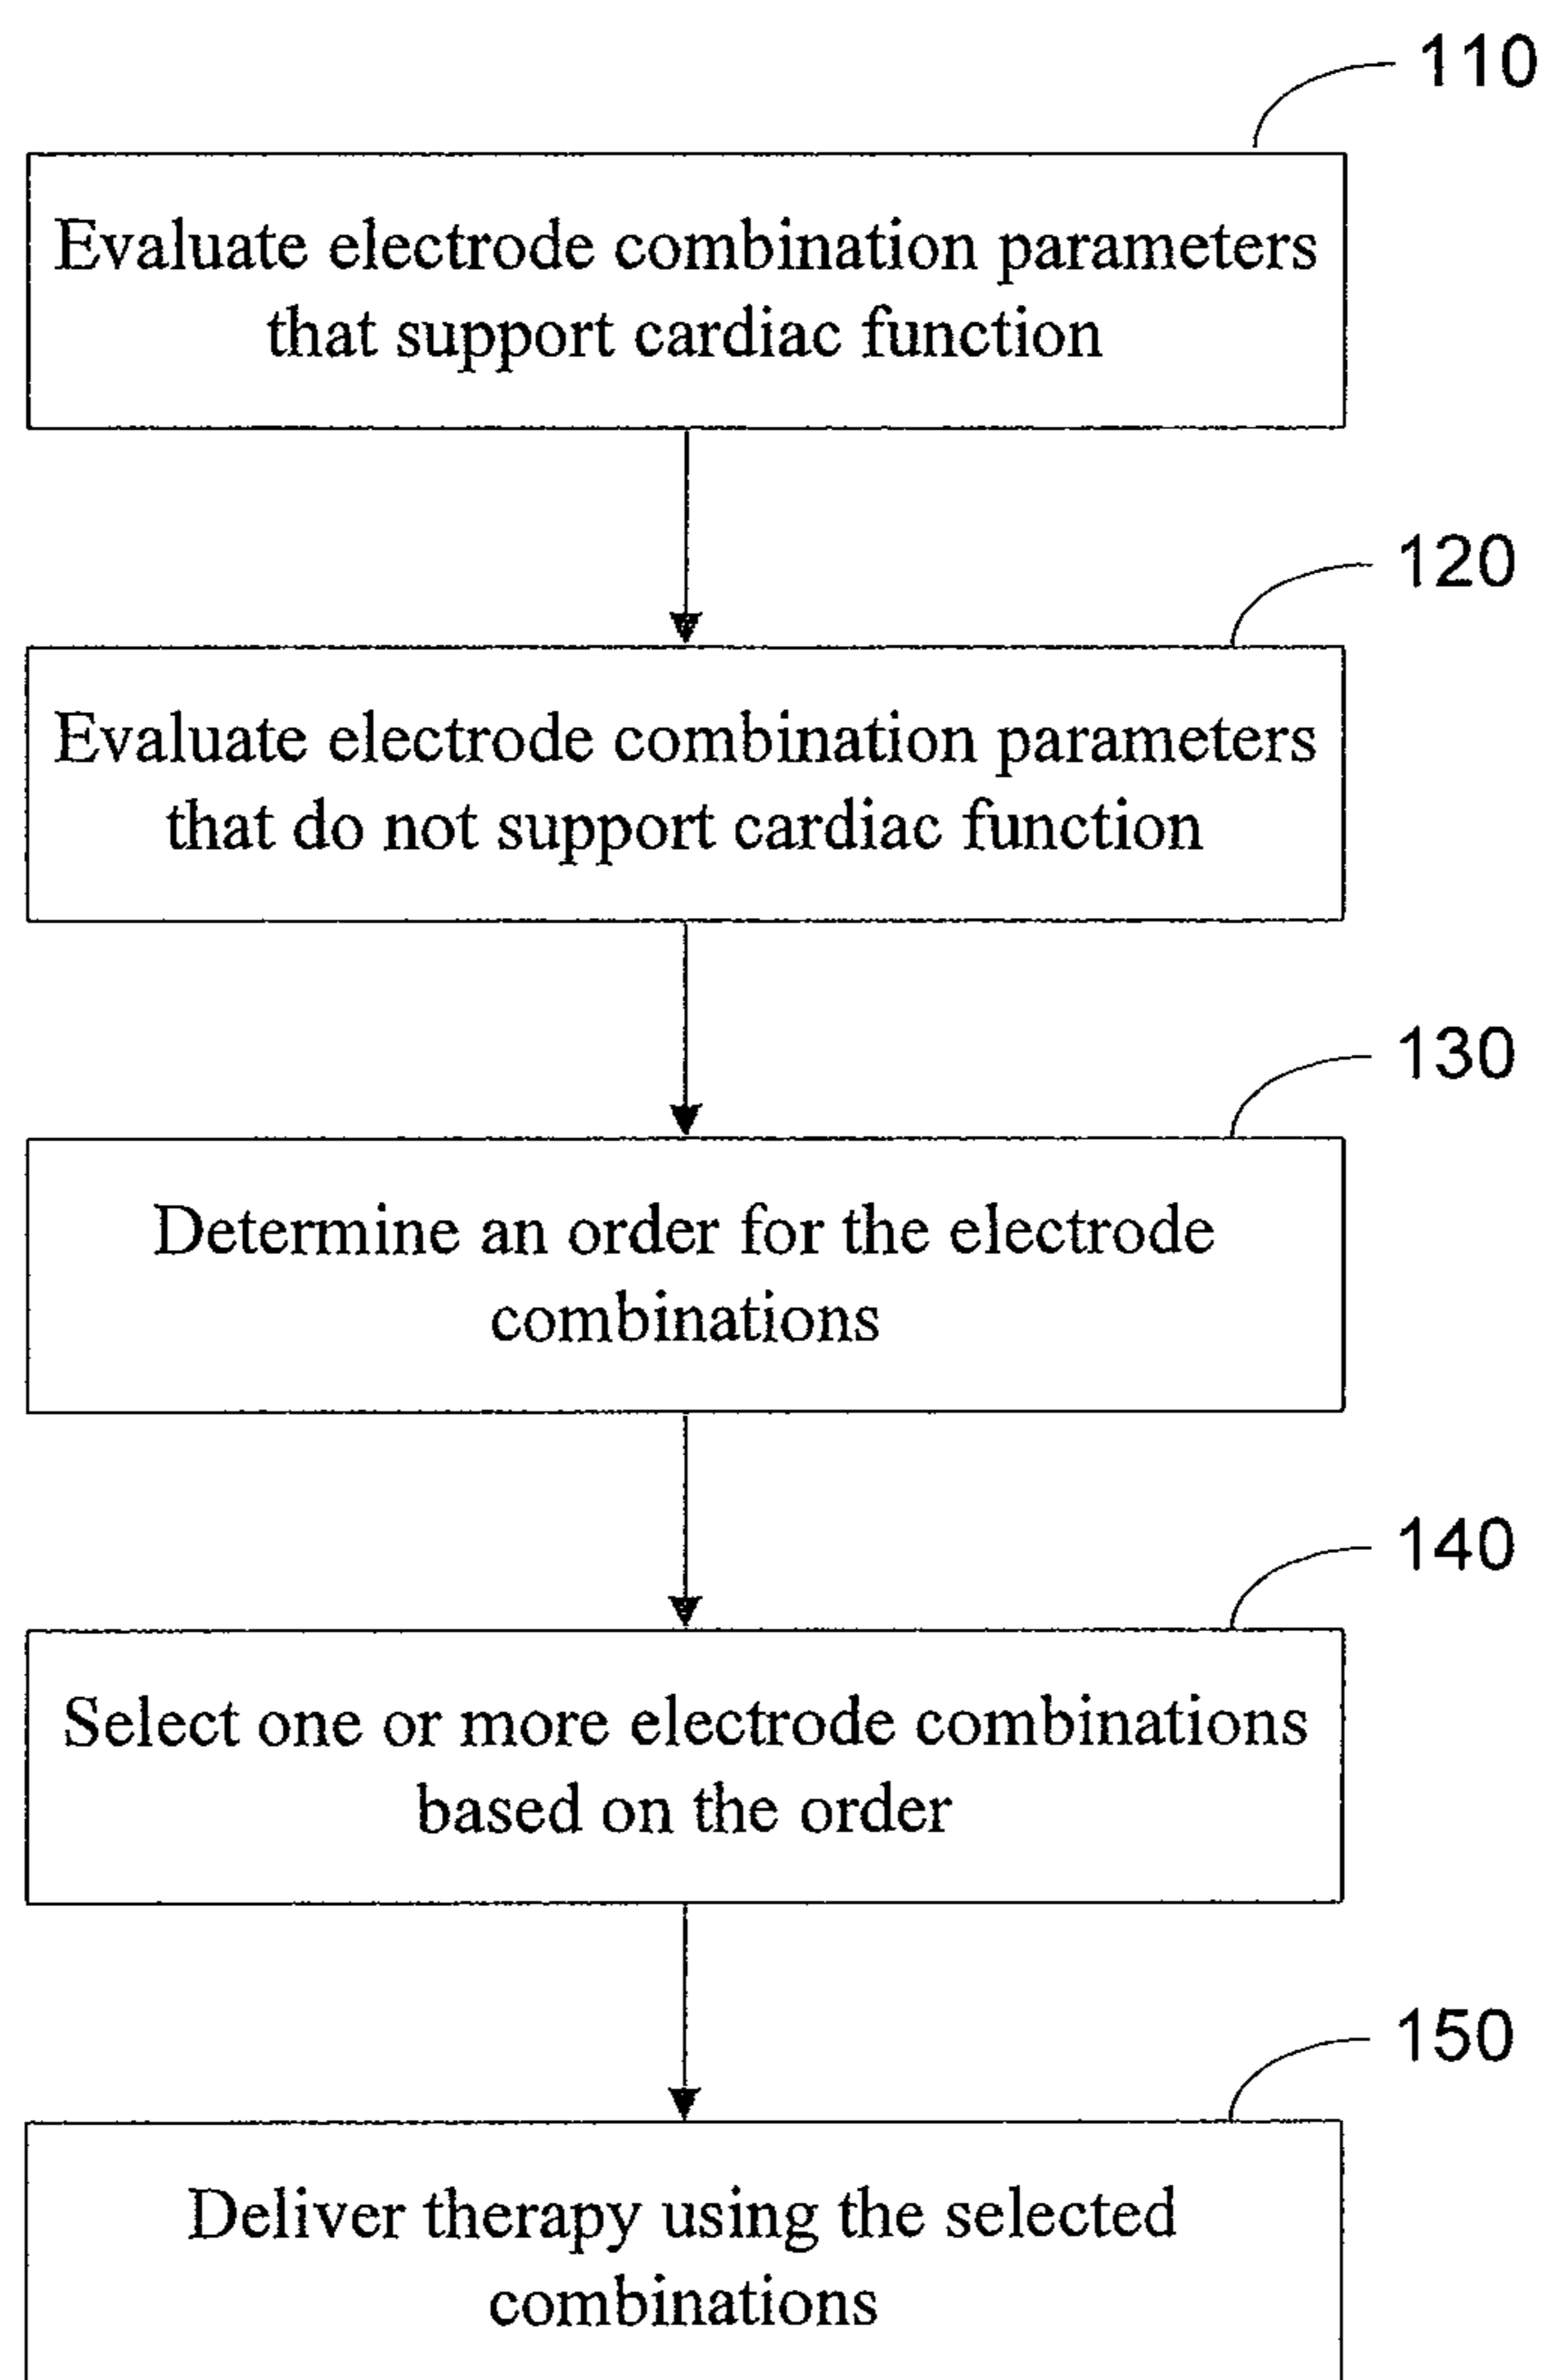 110
Evaluate electrode combination parameters
that support cardiac function
120
Evaluate electrode combination parameters
that do not support cardiac function
130
Determine an order for the electrode
combinations
140
Select one or more electrode combinations
based on the order
150
Deliver therapy using the selected
combinations